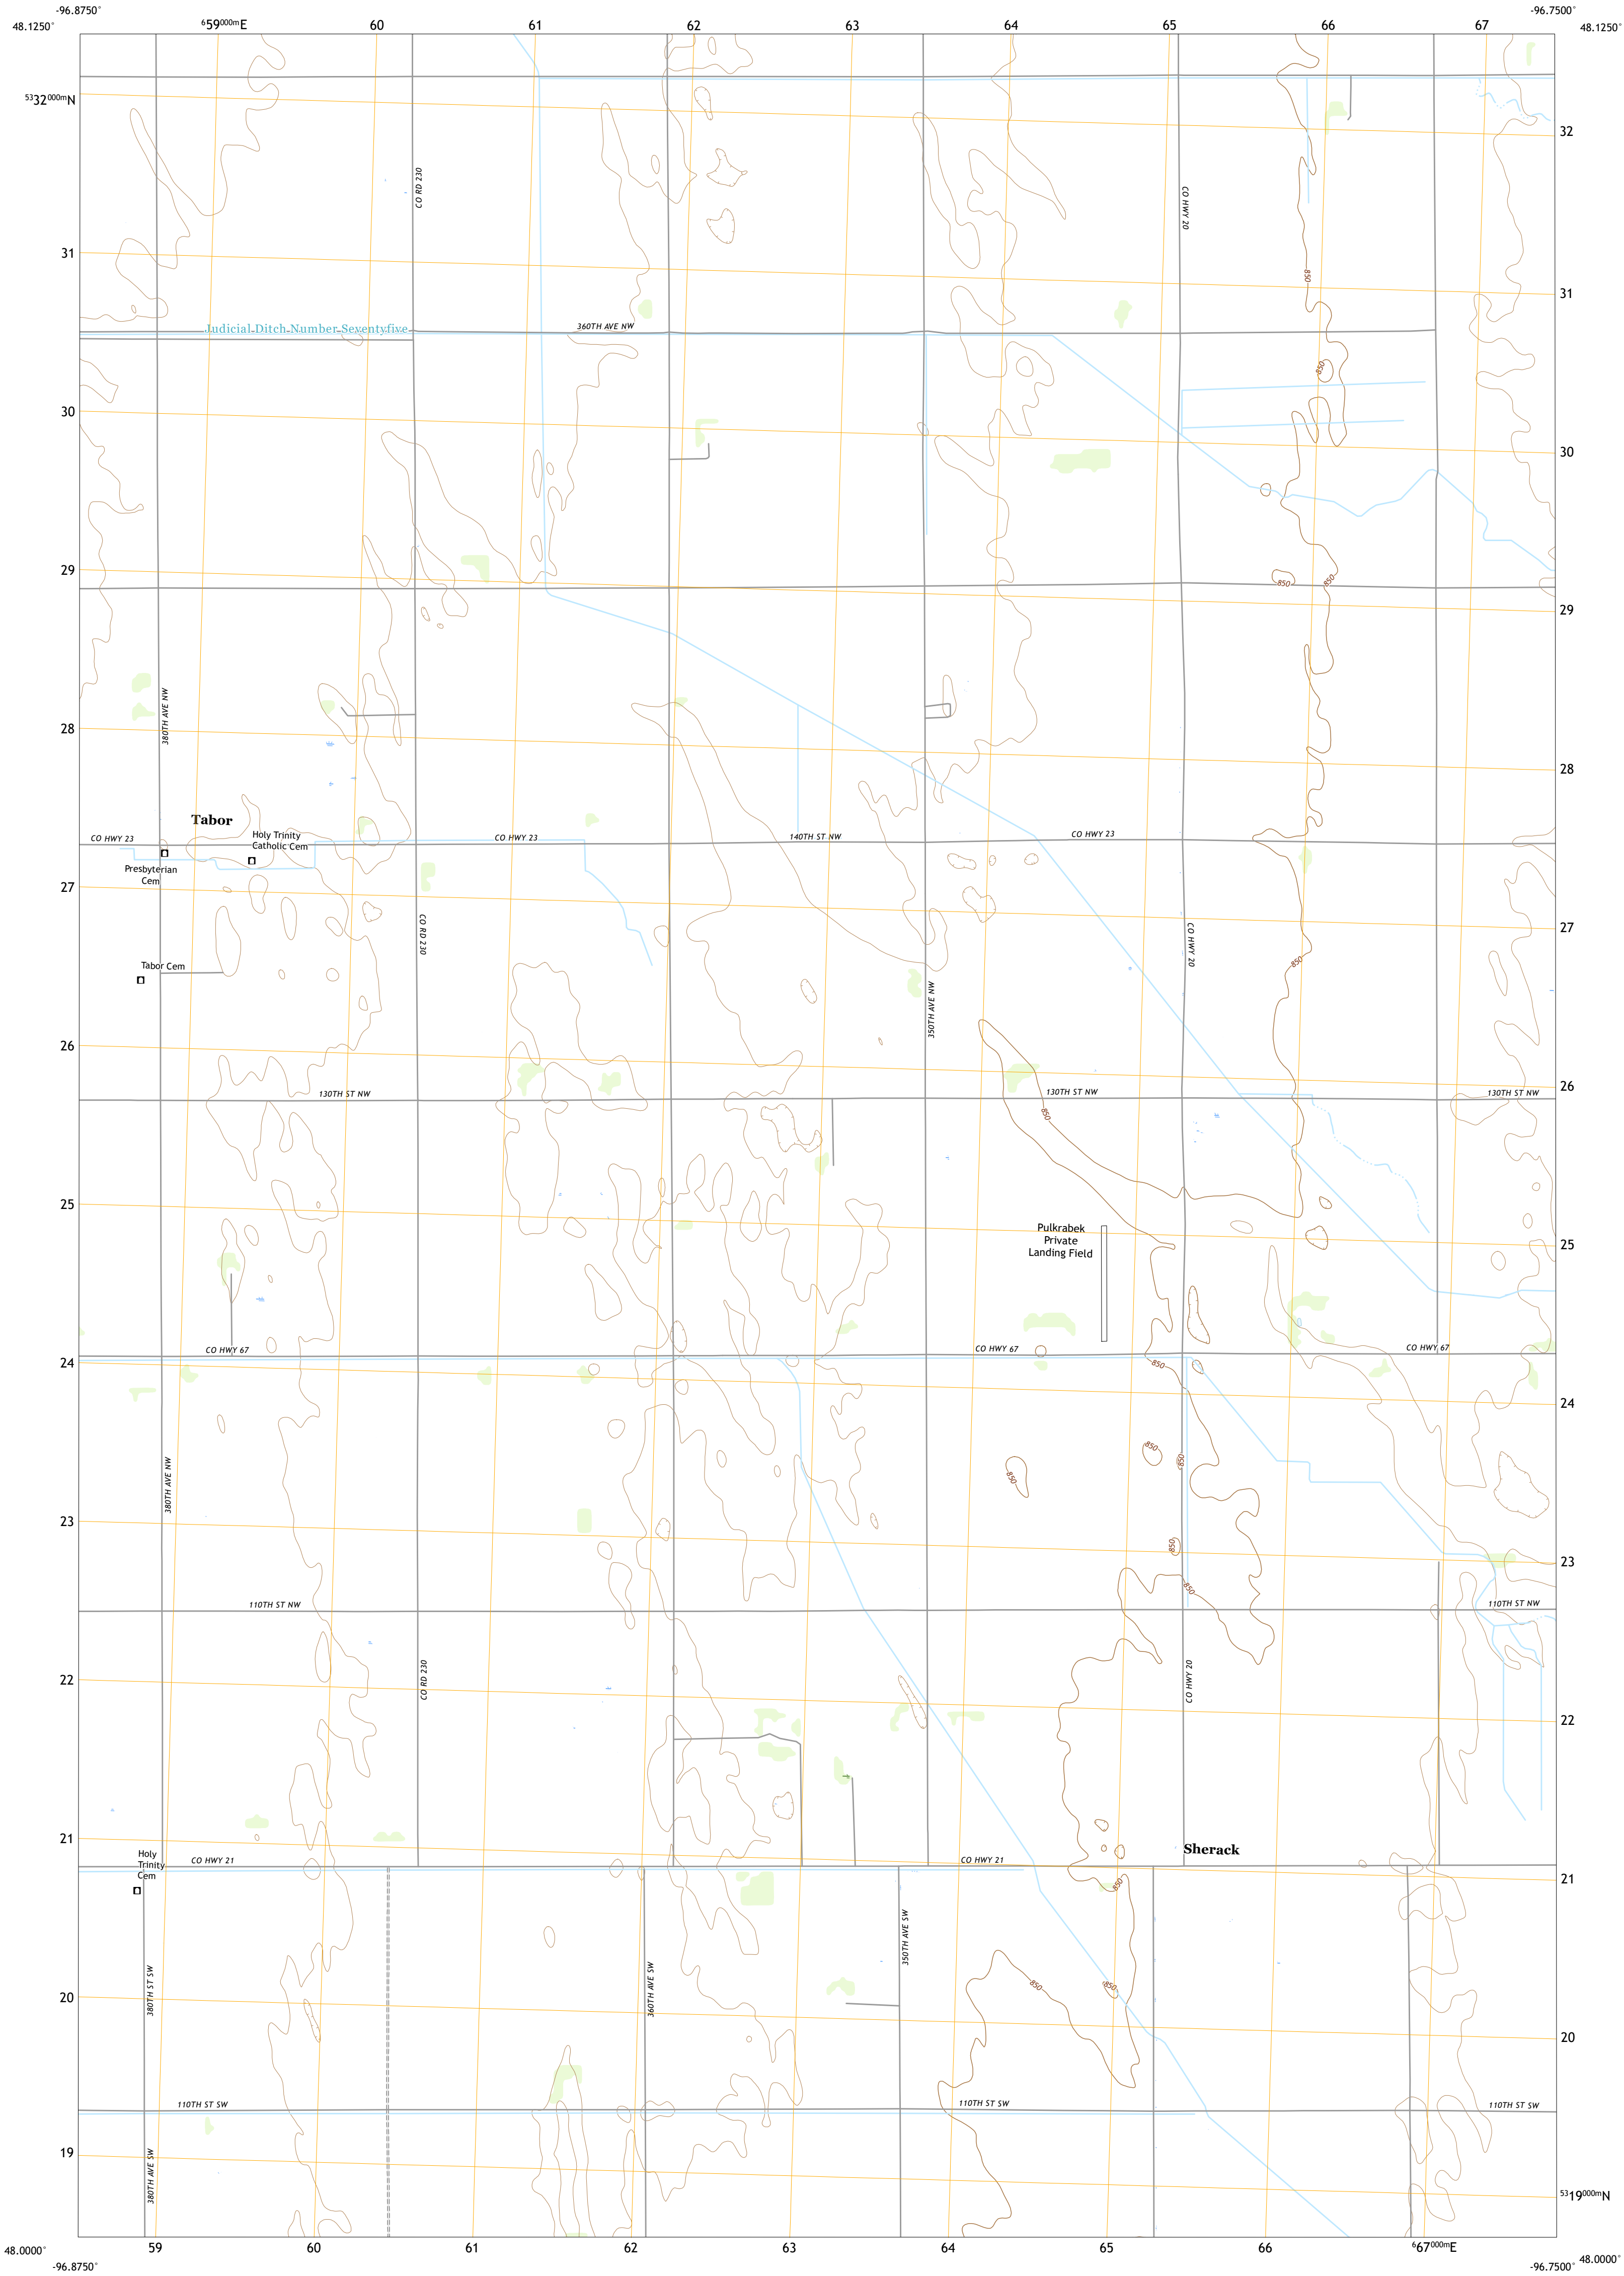 -96.8750°
-96.7500°
48.1250°
⁶59⁰⁰⁰ᵐE
60
61
62
63
64
65
66
67
48.1250°
⁵³32⁰⁰⁰ᵐN
32
CO RD 230
CO HWY 20
31
850
31
Judicial Ditch Number Seventyfive
360TH AVE NW
850
30
30
29
850
850
29
380TH AVE NW
28
28
Tabor
CO HWY 23
Holy Trinity
Catholic Cem
CO HWY 23
140TH ST NW
CO HWY 23
Presbyterian
Cem
27
27
CO RD 230
CO HWY 20
Tabor Cem
850
350TH AVE NW
26
26
130TH ST NW
130TH ST NW
130TH ST NW
850
25
Pulkrabek
Private
Landing Field
25
CO HWY 67
CO HWY 67
CO HWY 67
24
850
24
850
850
850
380TH AVE NW
23
850
23
850
110TH ST NW
110TH ST NW
22
CO RD 230
CO HWY 20
22
21
Sherack
Holy
Trinity
Cem
CO HWY 21
CO HWY 21
21
850
350TH AVE SW
380TH ST SW
360TH AVE SW
850
850
20
20
110TH ST SW
110TH ST SW
110TH ST SW
19
380TH AVE SW
⁵³19⁰⁰⁰ᵐN
48.0000°
59
60
61
62
63
64
65
66
⁶67⁰⁰⁰ᵐE
48.0000°
-96.8750°
-96.7500°